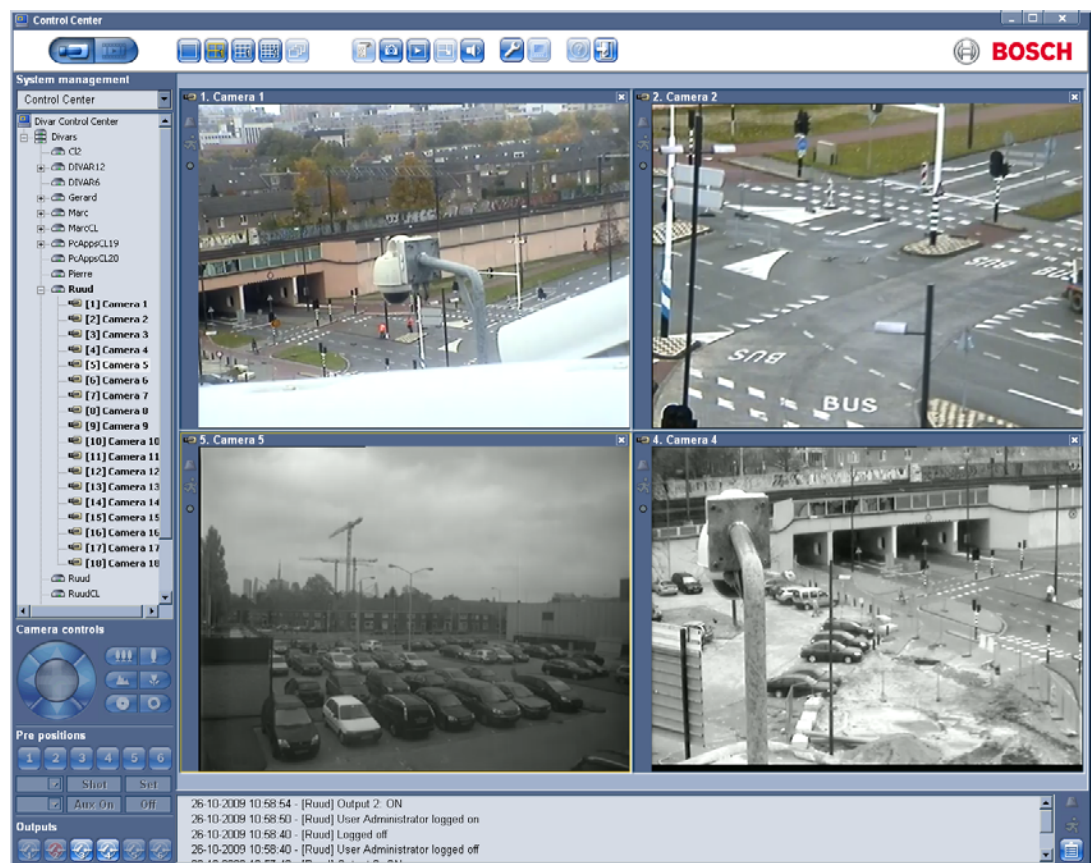 Control Center
BOSCH
System management
Control Center
Divar Control Center
Divars
Cl2
DIVAR12
DIVAR6
Gerard
Marc
MarcCL
PcAppsCL19
PcAppsCL20
Pierre
Ruud
[1] Camera 1
[2] Camera 2
[3] Camera 3
[4] Camera 4
[5] Camera 5
[6] Camera 6
[7] Camera 7
[8] Camera 8
[9] Camera 9
[10] Camera 10
[11] Camera 11
[12] Camera 12
[13] Camera 13
[14] Camera 14
[15] Camera 15
[16] Camera 16
[17] Camera 17
[18] Camera 18
Ruud
RuudCL
Camera controls
Pre positions
1 2 3 4 5 6
Shot Set
Aux On Off
Outputs
1. Camera 1
2. Camera 2
BUS
BUS
BUS
BUS
5. Camera 5
4. Camera 4
26-10-2009 10:58:54 - [Ruud] Output 2: ON
26-10-2009 10:58:50 - [Ruud] User Administrator logged on
26-10-2009 10:58:40 - [Ruud] Logged off
26-10-2009 10:58:40 - [Ruud] User Administrator logged off